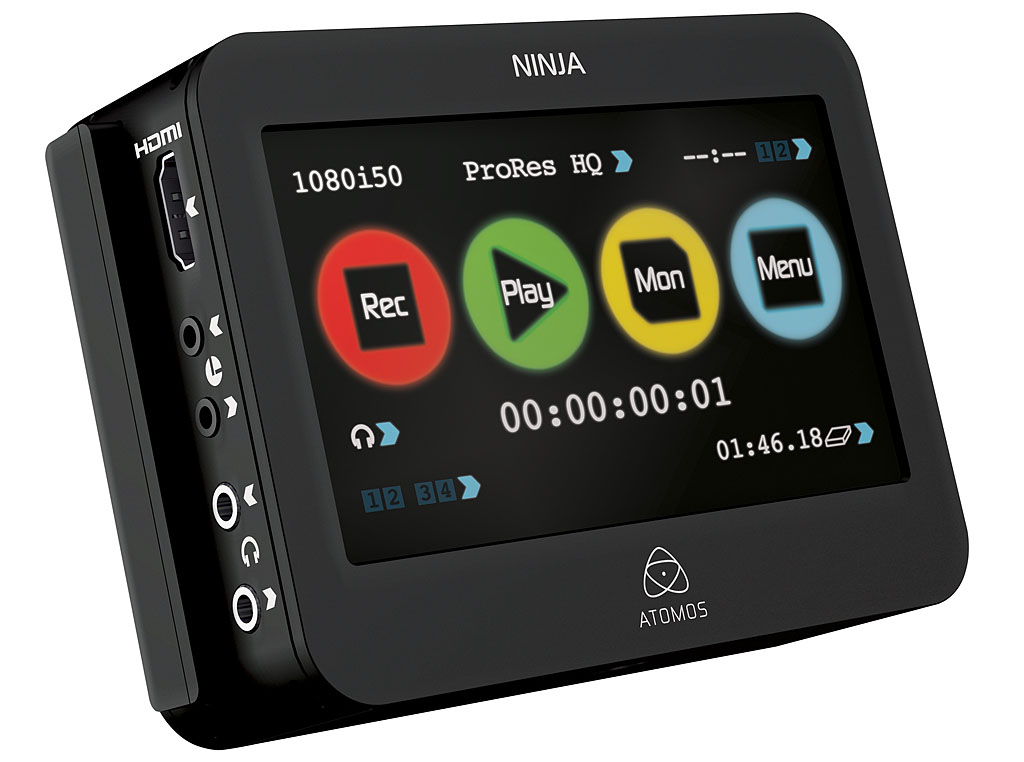 NINJA
HDMI
1080i50 ProRes HQ --:-- 12
Rec Play Mon Menu
00:00:00:01
01:46.18
12 34
ATOMOS